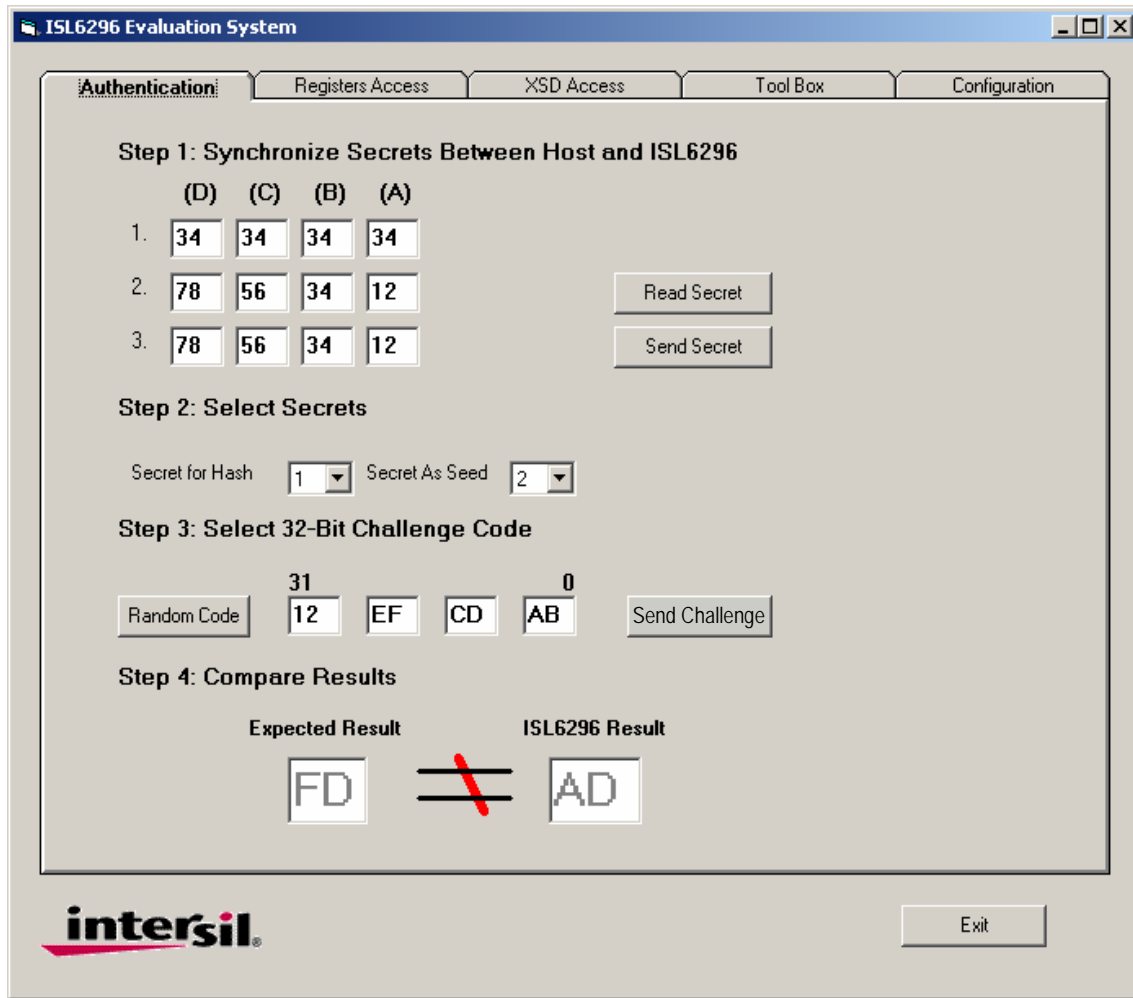 ISL6296 Evaluation System
Authentication Registers Access XSD Access Tool Box Configuration
Step 1: Synchronize Secrets Between Host and ISL6296
(D) (C) (B) (A)
1. 34 34 34 34
2. 78 56 34 12 Read Secret
3. 78 56 34 12 Send Secret
Step 2: Select Secrets
Secret for Hash 1 Secret As Seed 2
Step 3: Select 32-Bit Challenge Code
31 0
Random Code 12 EF CD AB Send Challenge
Step 4: Compare Results
Expected Result ISL6296 Result
FD AD
intersil® Exit